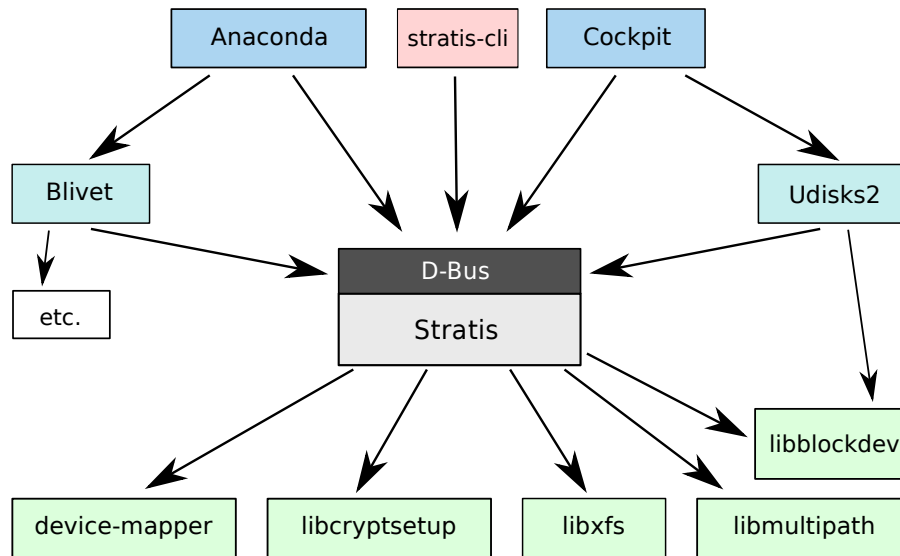 Anaconda
stratis-cli
Cockpit
Blivet
Udisks2
D-Bus
etc.
Stratis
libblockdev
device-mapper
libcryptsetup
libxfs
libmultipath